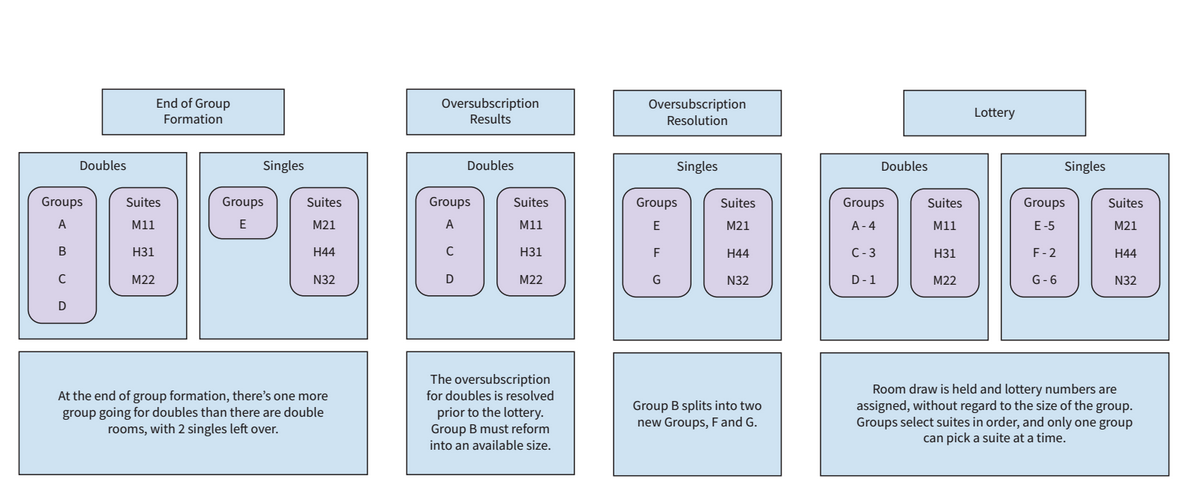 End of Group
Formation
Doubles
Groups
A
B
C
D
Suites
M11
H31
M22
Singles
Groups
E
Suites
M21
H44
N32
At the end of group formation, there's one more
group going for doubles than there are double
rooms, with 2 singles left over.
Oversubscription
Results
Doubles
Groups
A
C
D
Suites
M11
H31
M22
The oversubscription
for doubles is resolved
prior to the lottery.
Group B must reform
into an available size.
Oversubscription
Resolution
Singles
Groups
E
F
G
Suites
M21
H44
N32
Group B splits into two
new Groups, F and G.
Lottery
Doubles
Groups
A - 4
C - 3
D - 1
Suites
M11
H31
M22
Singles
Groups
E -5
F - 2
G - 6
Suites
M21
H44
N32
Room draw is held and lottery numbers are
assigned, without regard to the size of the group.
Groups select suites in order, and only one group
can pick a suite at a time.